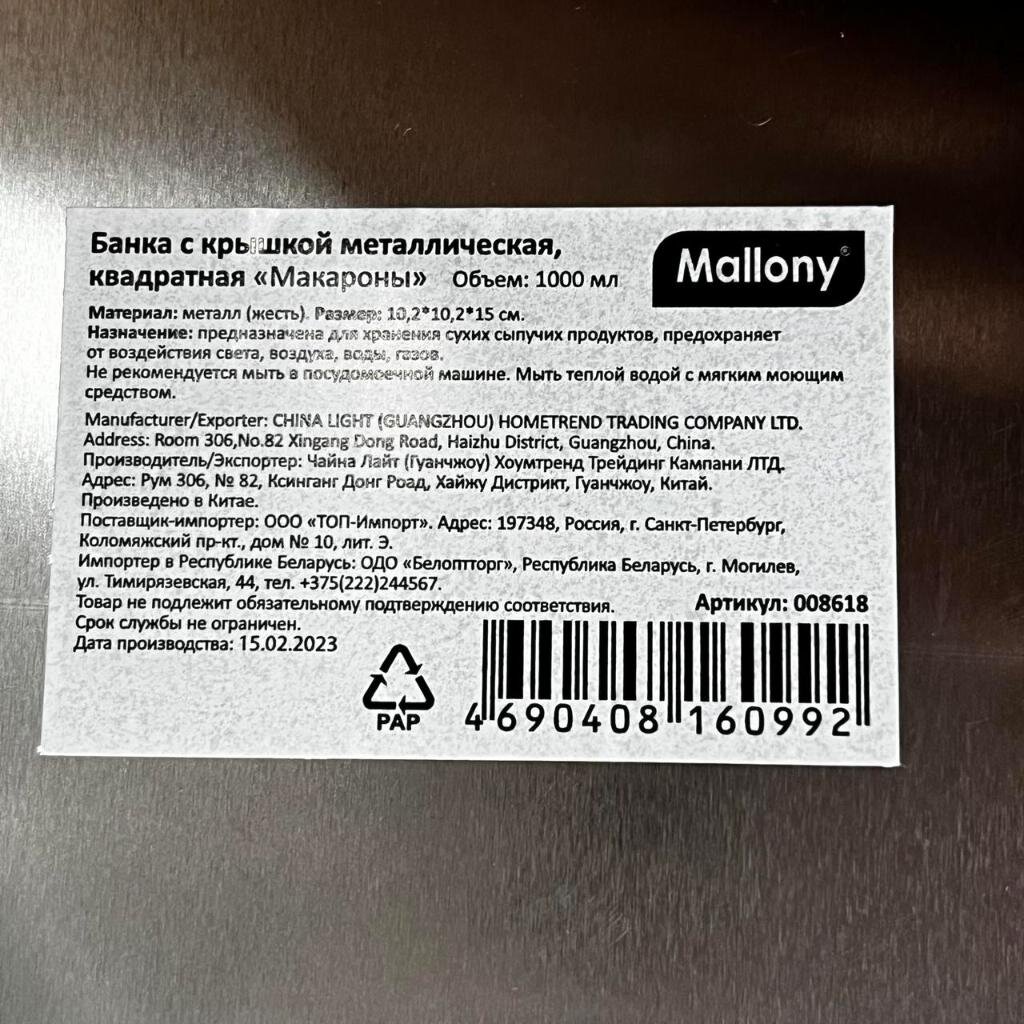 Банка с крышкой металлическая,
квадратная «Макароны» Объем: 1000 мл
Mallony®
Материал: металл (жесть). Размер: 10,2*10,2*15 см.
Назначение: предназначена для хранения сухих сыпучих продуктов, предохраняет
от воздействия света, воздуха, воды, газов.
Не рекомендуется мыть в посудомоечной машине. Мыть теплой водой с мягким моющим
средством.
Manufacturer/Exporter: CHINA LIGHT (GUANGZHOU) HOMETREND TRADING COMPANY LTD.
Address: Room 306,No.82 Xingang Dong Road, Haizhu District, Guangzhou, China.
Производитель/Экспортер: Чайна Лайт (Гуанчжоу) Хоумтренд Трейдинг Кампани ЛТД.
Адрес: Рум 306, № 82, Ксинганг Донг Роад, Хайжу Дистрикт, Гуанчжоу, Китай.
Произведено в Китае.
Поставщик-импортер: ООО «ТОП-Импорт». Адрес: 197348, Россия, г. Санкт-Петербург,
Коломяжский пр-кт., дом № 10, лит. Э.
Импортер в Республике Беларусь: ОДО «Белоптторг», Республика Беларусь, г. Могилев,
ул. Тимирязевская, 44, тел. +375(222)244567.
Товар не подлежит обязательному подтверждению соответствия.
Артикул: 008618
Срок службы не ограничен.
Дата производства: 15.02.2023
PAP
4 690408 160992